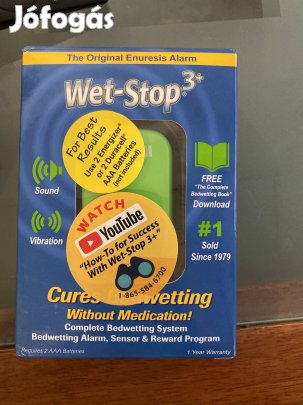 Jófogás
The Original Enuresis Alarm
Wet-Stop 3+
For Best
Results
Use 2 Energizer®
or 2 Duracell®
AAA Batteries
(not included)
Sound
Vibration
FREE
"The Complete
Bedwetting Book"
Download
#1
Sold
Since 1979
WATCH
YouTube
"How-To for Success
With Wet-Stop 3+"
1-865-584-6700
Cures Bedwetting
Without Medication!
Complete Bedwetting System
Bedwetting Alarm, Sensor & Reward Program
Requires 2 AAA Batteries
1 Year Warranty